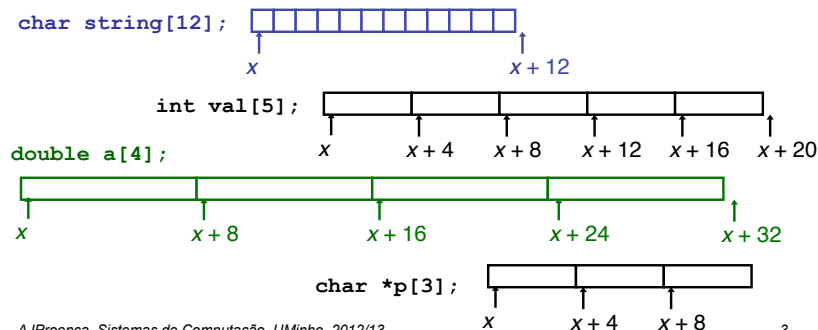 char string[12];
x x + 12
int val[5];
x x + 4 x + 8 x + 12 x + 16 x + 20
double a[4];
x x + 8 x + 16 x + 24 x + 32
char *p[3];
x x + 4 x + 8
AJProença, Sistemas de Computação, UMinho, 2012/13 3